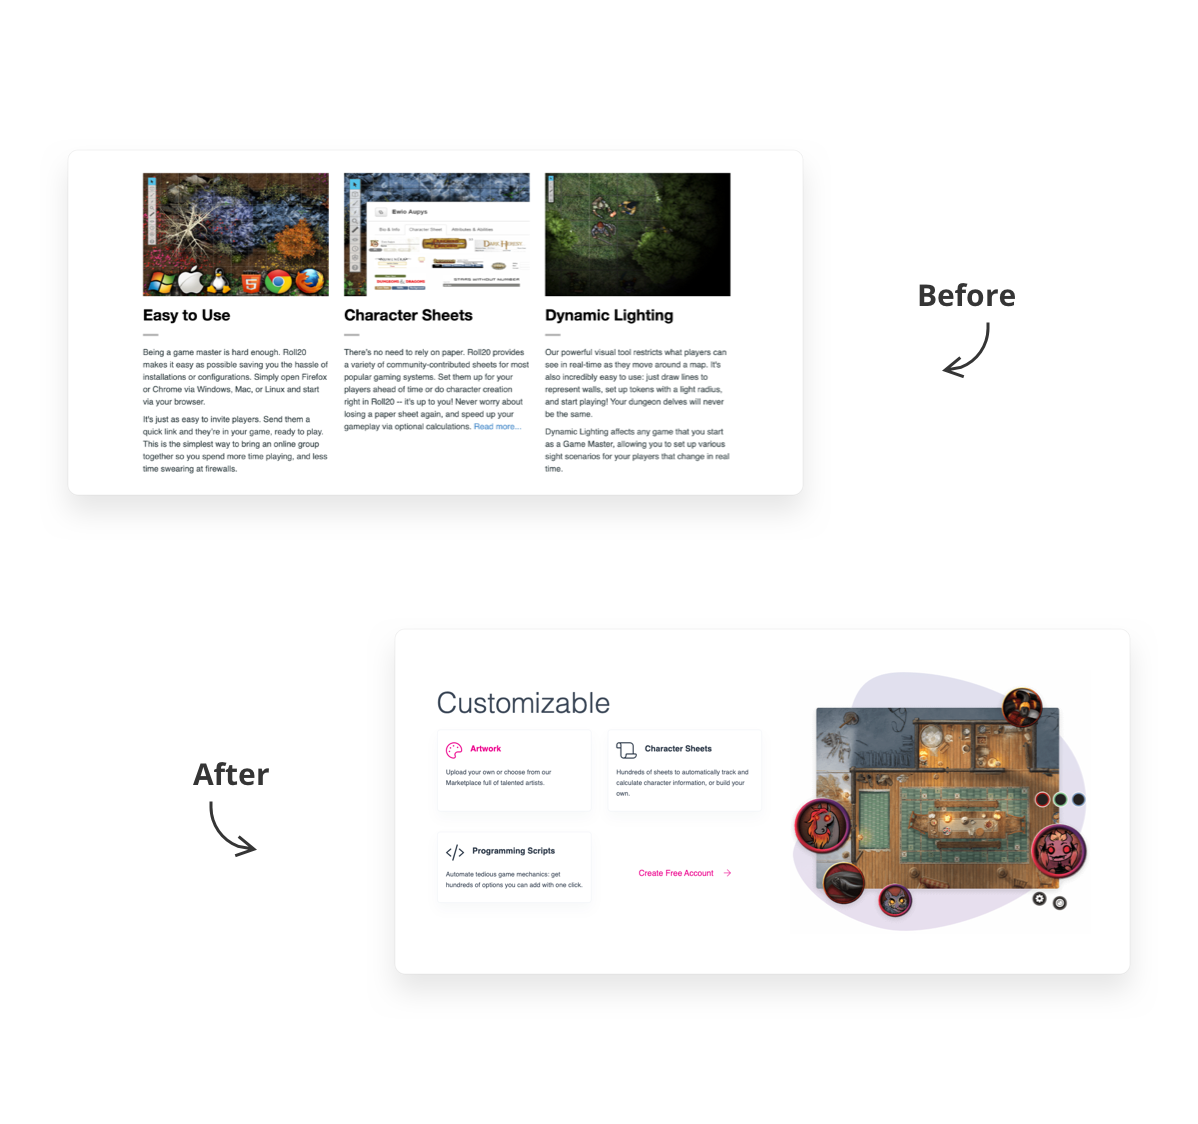 Ewio Aupys
Bio & Info
Character Sheet
Attributes & Abilities
DUNGEONS & DRAGONS
STARS WITHOUT NUMBER
Easy to Use
Being a game master is hard enough. Roll20
makes it easy as possible saving you the hassle of
installations or configurations. Simply open Firefox
or Chrome via Windows, Mac, or Linux and start
via your browser.
It's just as easy to invite players. Send them a
quick link and they're in your game, ready to play.
This is the simplest way to bring an online group
together so you spend more time playing, and less
time swearing at firewalls.
Character Sheets
There's no need to rely on paper. Roll20 provides
a variety of community-contributed sheets for most
popular gaming systems. Set them up for your
players ahead of time or do character creation
right in Roll20 -- it's up to you! Never worry about
losing a paper sheet again, and speed up your
gameplay via optional calculations. Read more...
Dynamic Lighting
Our powerful visual tool restricts what players can
see in real-time as they move around a map. It's
also incredibly easy to use: just draw lines to
represent walls, set up tokens with a light radius,
and start playing! Your dungeon delves will never
be the same.
Dynamic Lighting affects any game that you start
as a Game Master, allowing you to set up various
sight scenarios for your players that change in real
time.
Before
After
Customizable
Artwork
Upload your own or choose from our
Marketplace full of talented artists.
Character Sheets
Hundreds of sheets to automatically track and
calculate character information, or build your
own.
Programming Scripts
Automate tedious game mechanics: get
hundreds of options you can add with one click.
Create Free Account